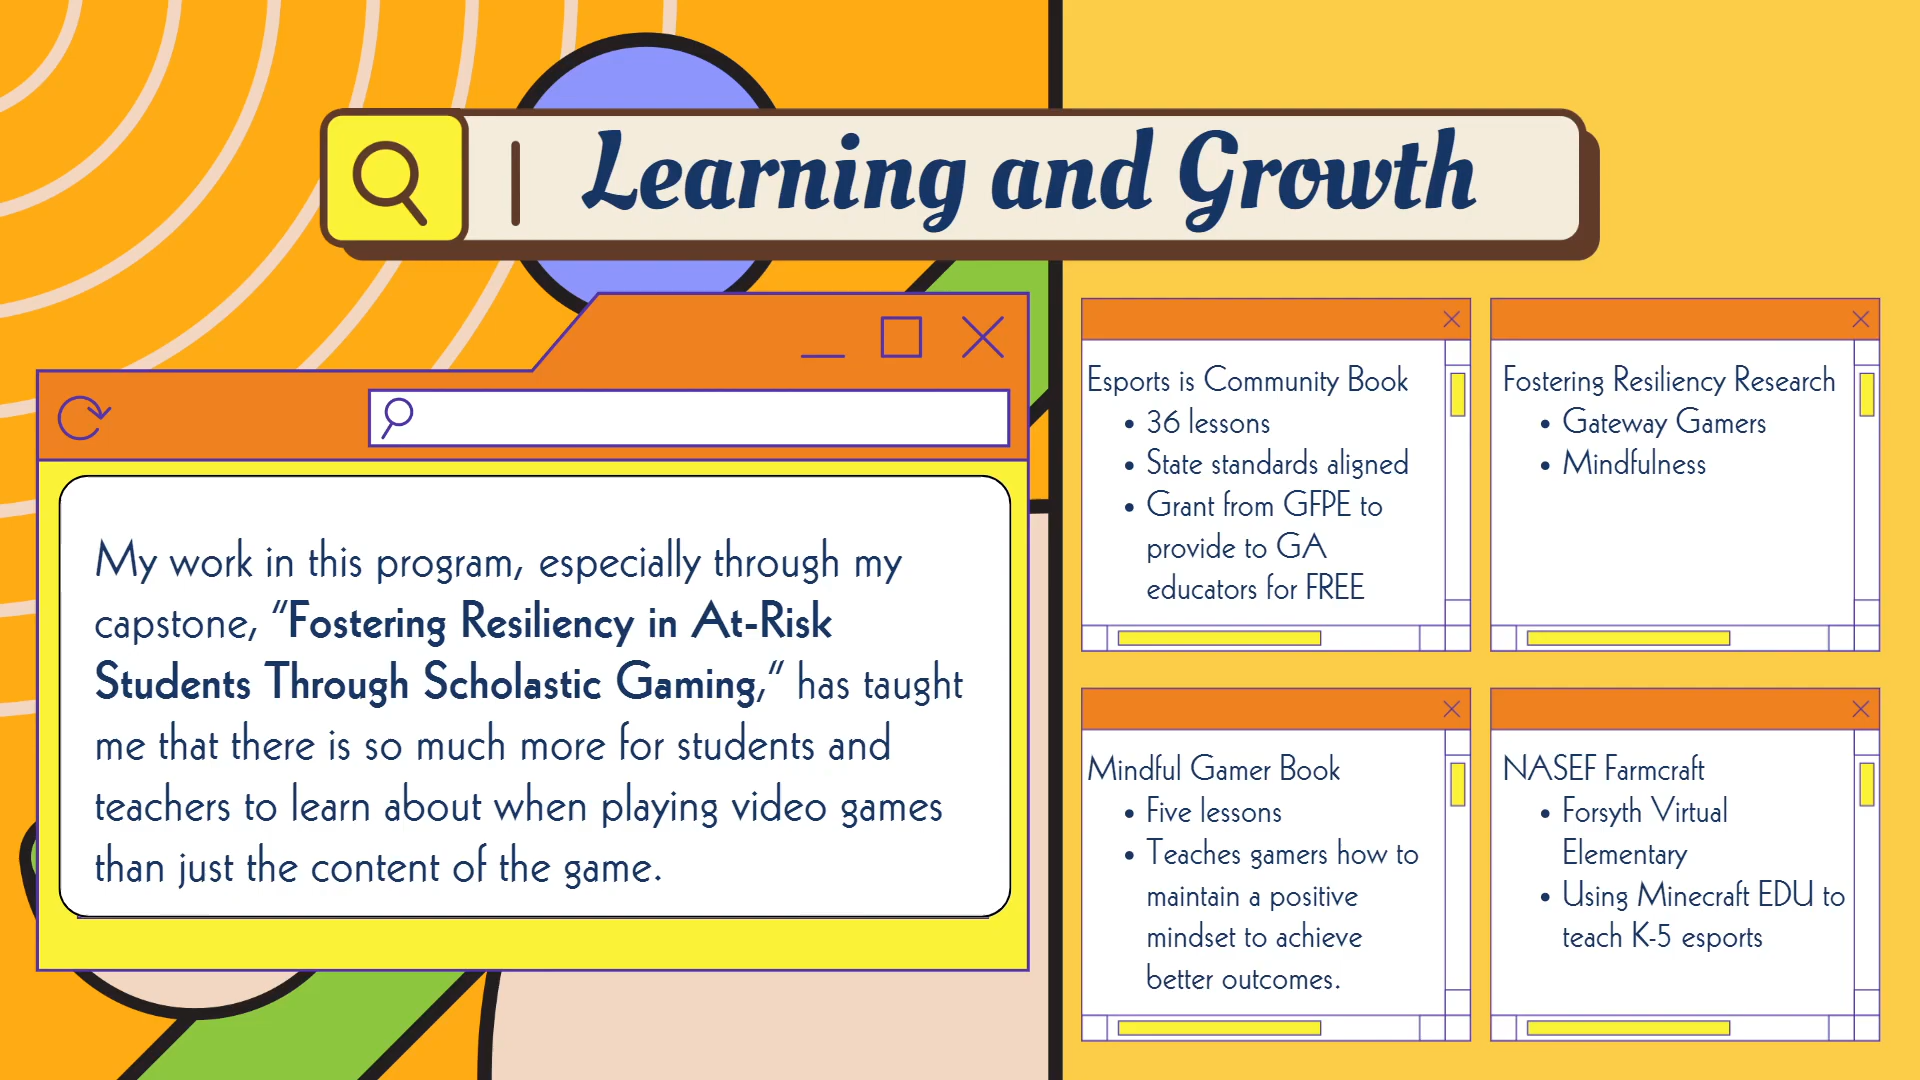 Learning and Growth
My work in this program, especially through my
capstone, “Fostering Resiliency in At-Risk
Students Through Scholastic Gaming,” has taught
me that there is so much more for students and
teachers to learn about when playing video games
than just the content of the game.
Esports is Community Book
• 36 lessons
• State standards aligned
• Grant from GFPE to
provide to GA
educators for FREE
Fostering Resiliency Research
• Gateway Gamers
• Mindfulness
Mindful Gamer Book
• Five lessons
• Teaches gamers how to
maintain a positive
mindset to achieve
better outcomes.
NASEF Farmcraft
• Forsyth Virtual
Elementary
• Using Minecraft EDU to
teach K-5 esports